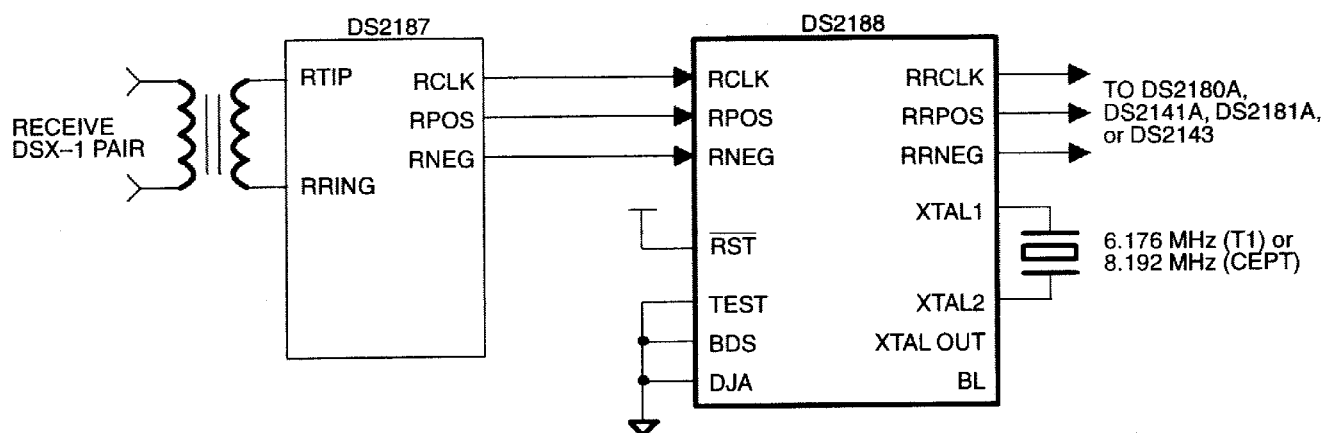 DS2187
DS2188
RECEIVE
DSX–1 PAIR
RTIP
RRING
RCLK
RPOS
RNEG
RCLK
RPOS
RNEG
RST
TEST
BDS
DJA
RRCLK
RRPOS
RRNEG
XTAL1
XTAL2
XTAL OUT
BL
TO DS2180A,
DS2141A, DS2181A,
or DS2143
6.176 MHz (T1) or
8.192 MHz (CEPT)